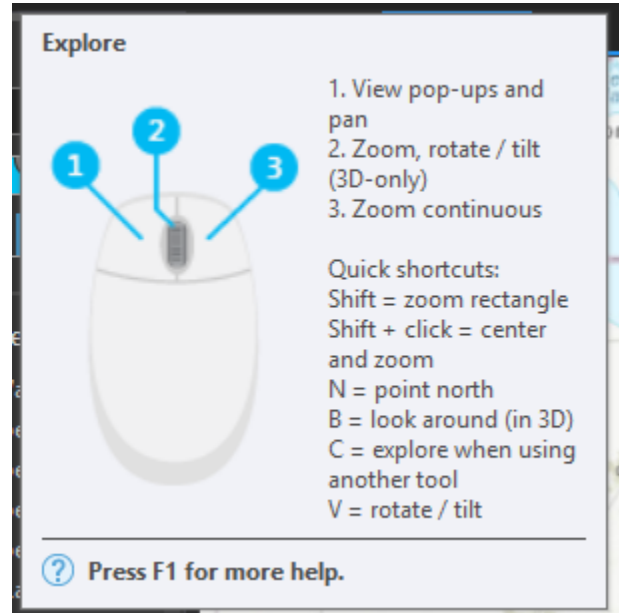 Explore
1
2
3
1. View pop-ups and
pan
2. Zoom, rotate / tilt
(3D-only)
3. Zoom continuous
Quick shortcuts:
Shift = zoom rectangle
Shift + click = center
and zoom
N = point north
B = look around (in 3D)
C = explore when using
another tool
V = rotate / tilt
? Press F1 for more help.